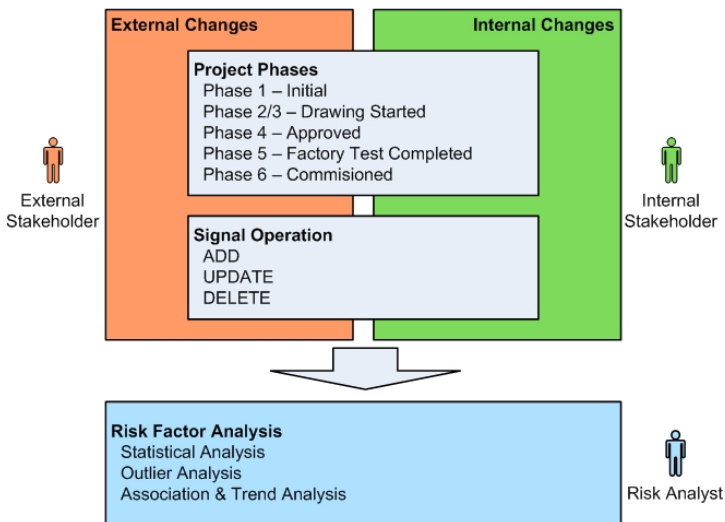 External Changes
Internal Changes
Project Phases
Phase 1 – Initial
Phase 2/3 – Drawing Started
Phase 4 – Approved
Phase 5 – Factory Test Completed
Phase 6 – Commisioned
External
Stakeholder
Internal
Stakeholder
Signal Operation
ADD
UPDATE
DELETE
Risk Factor Analysis
Statistical Analysis
Outlier Analysis
Association & Trend Analysis
Risk Analyst